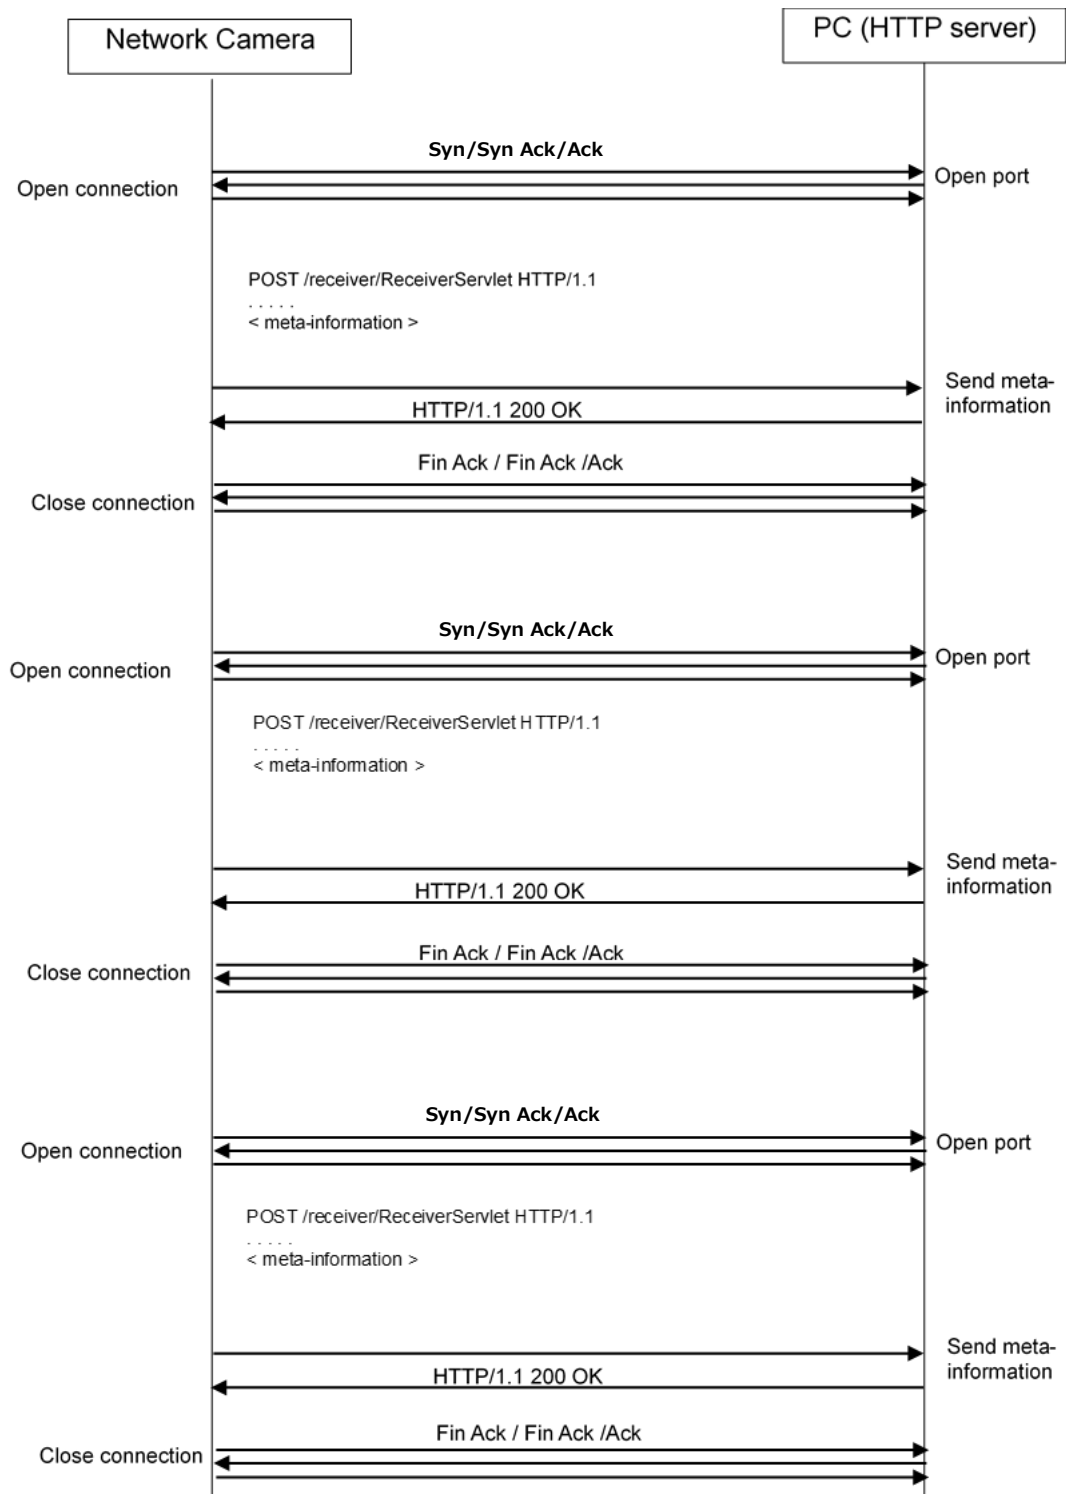 Network Camera
PC (HTTP server)
Syn/Syn Ack/Ack
Open connection
Open port
POST /receiver/ReceiverServlet HTTP/1.1
. . . . .
< meta-information >
Send meta-
information
HTTP/1.1 200 OK
Fin Ack / Fin Ack /Ack
Close connection
Syn/Syn Ack/Ack
Open connection
Open port
POST /receiver/ReceiverServlet HTTP/1.1
. . . . .
< meta-information >
Send meta-
information
HTTP/1.1 200 OK
Fin Ack / Fin Ack /Ack
Close connection
Syn/Syn Ack/Ack
Open connection
Open port
POST /receiver/ReceiverServlet HTTP/1.1
. . . . .
< meta-information >
Send meta-
information
HTTP/1.1 200 OK
Fin Ack / Fin Ack /Ack
Close connection